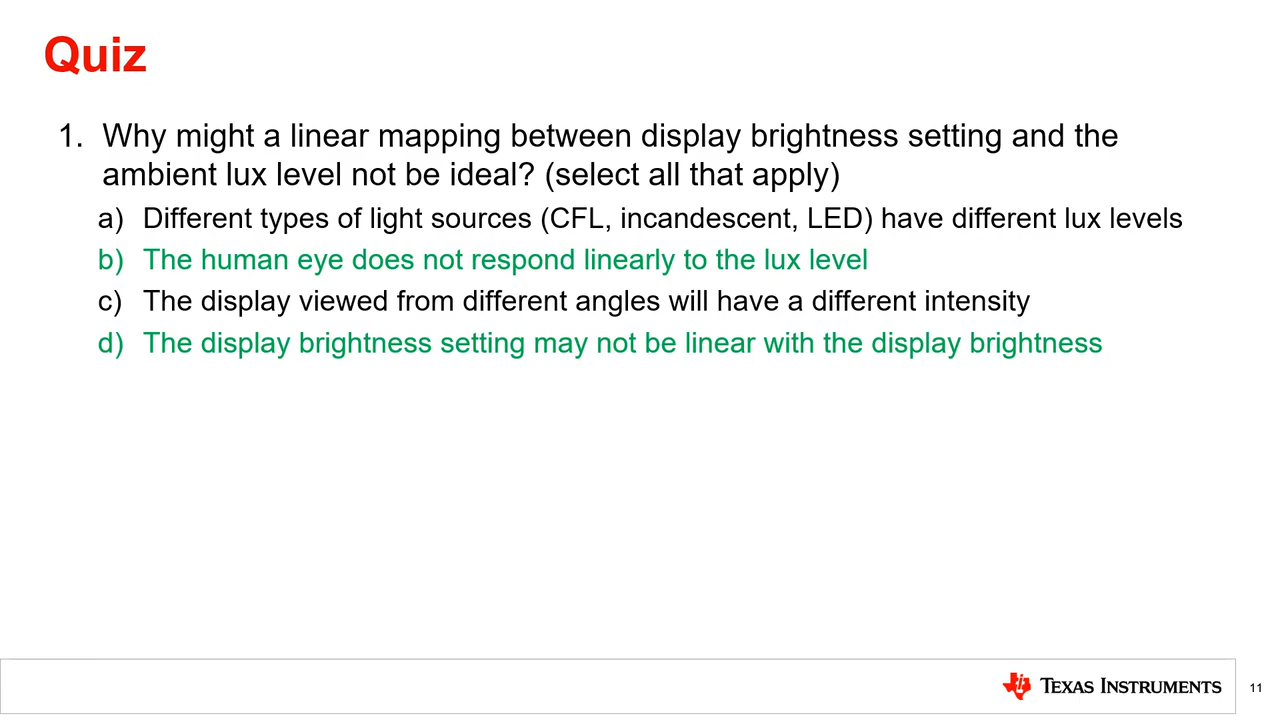 Quiz
1. Why might a linear mapping between display brightness setting and the
ambient lux level not be ideal? (select all that apply)
a) Different types of light sources (CFL, incandescent, LED) have different lux levels
b) The human eye does not respond linearly to the lux level
c) The display viewed from different angles will have a different intensity
d) The display brightness setting may not be linear with the display brightness
TEXAS INSTRUMENTS
11